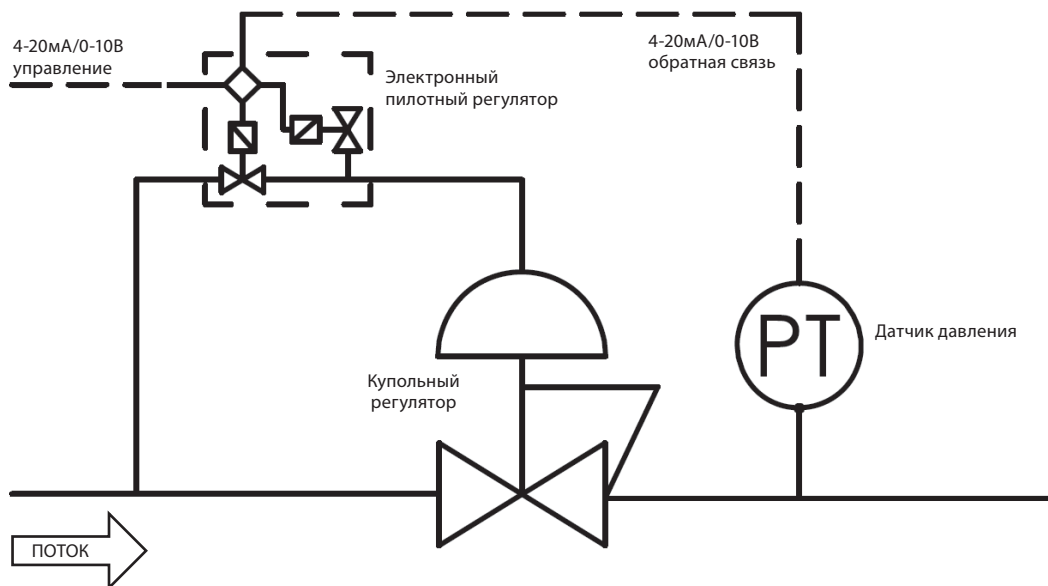 4-20мА/0-10В
управление
4-20мА/0-10В
обратная связь
Электронный
пилотный регулятор
PT
Датчик давления
Купольный
регулятор
ПОТОК